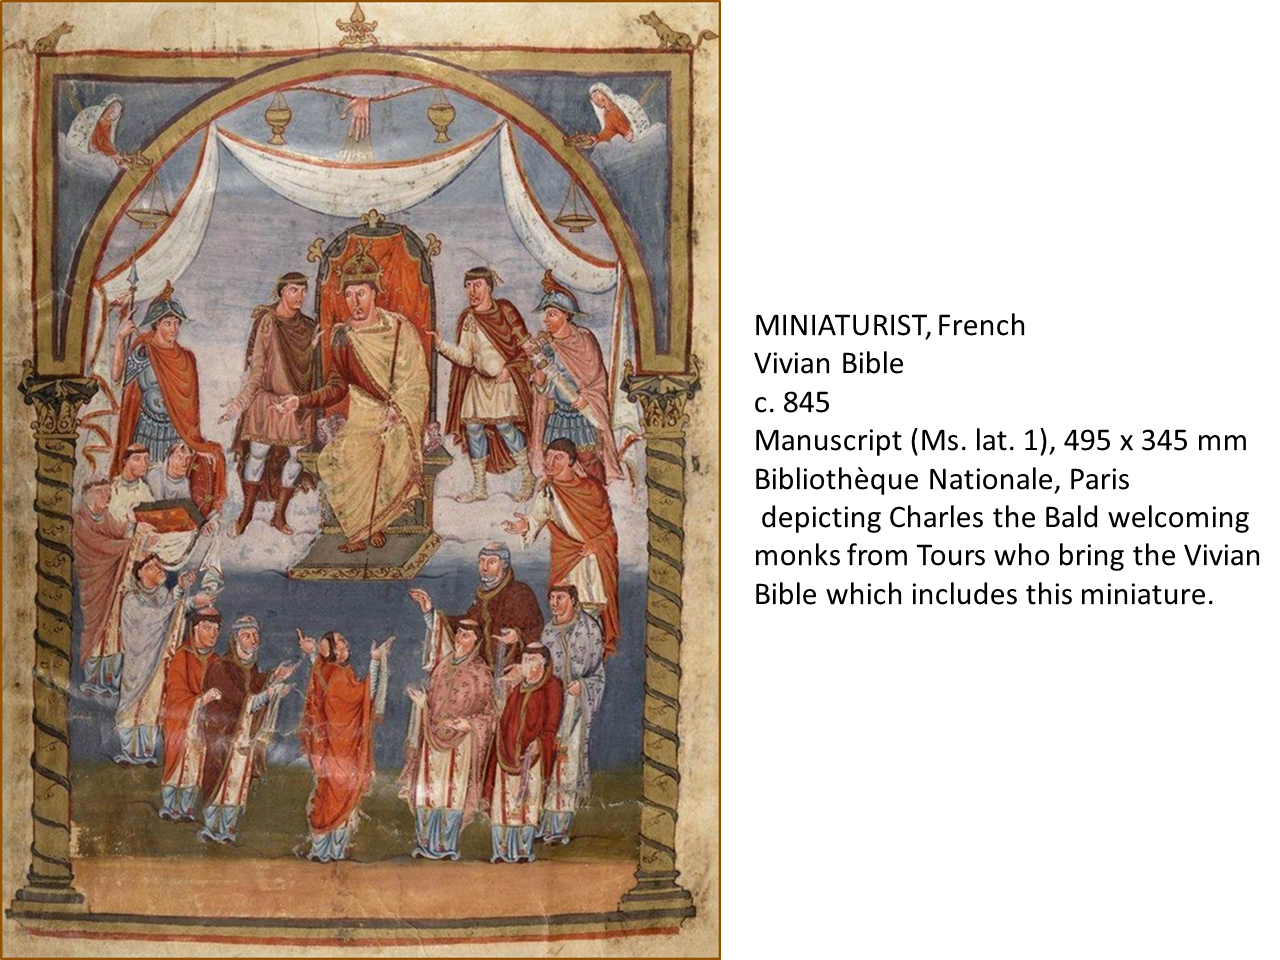 MINIATURIST, French
Vivian Bible
c. 845
Manuscript (Ms. lat. 1), 495 x 345 mm
Bibliothèque Nationale, Paris
depicting Charles the Bald welcoming
monks from Tours who bring the Vivian
Bible which includes this miniature.